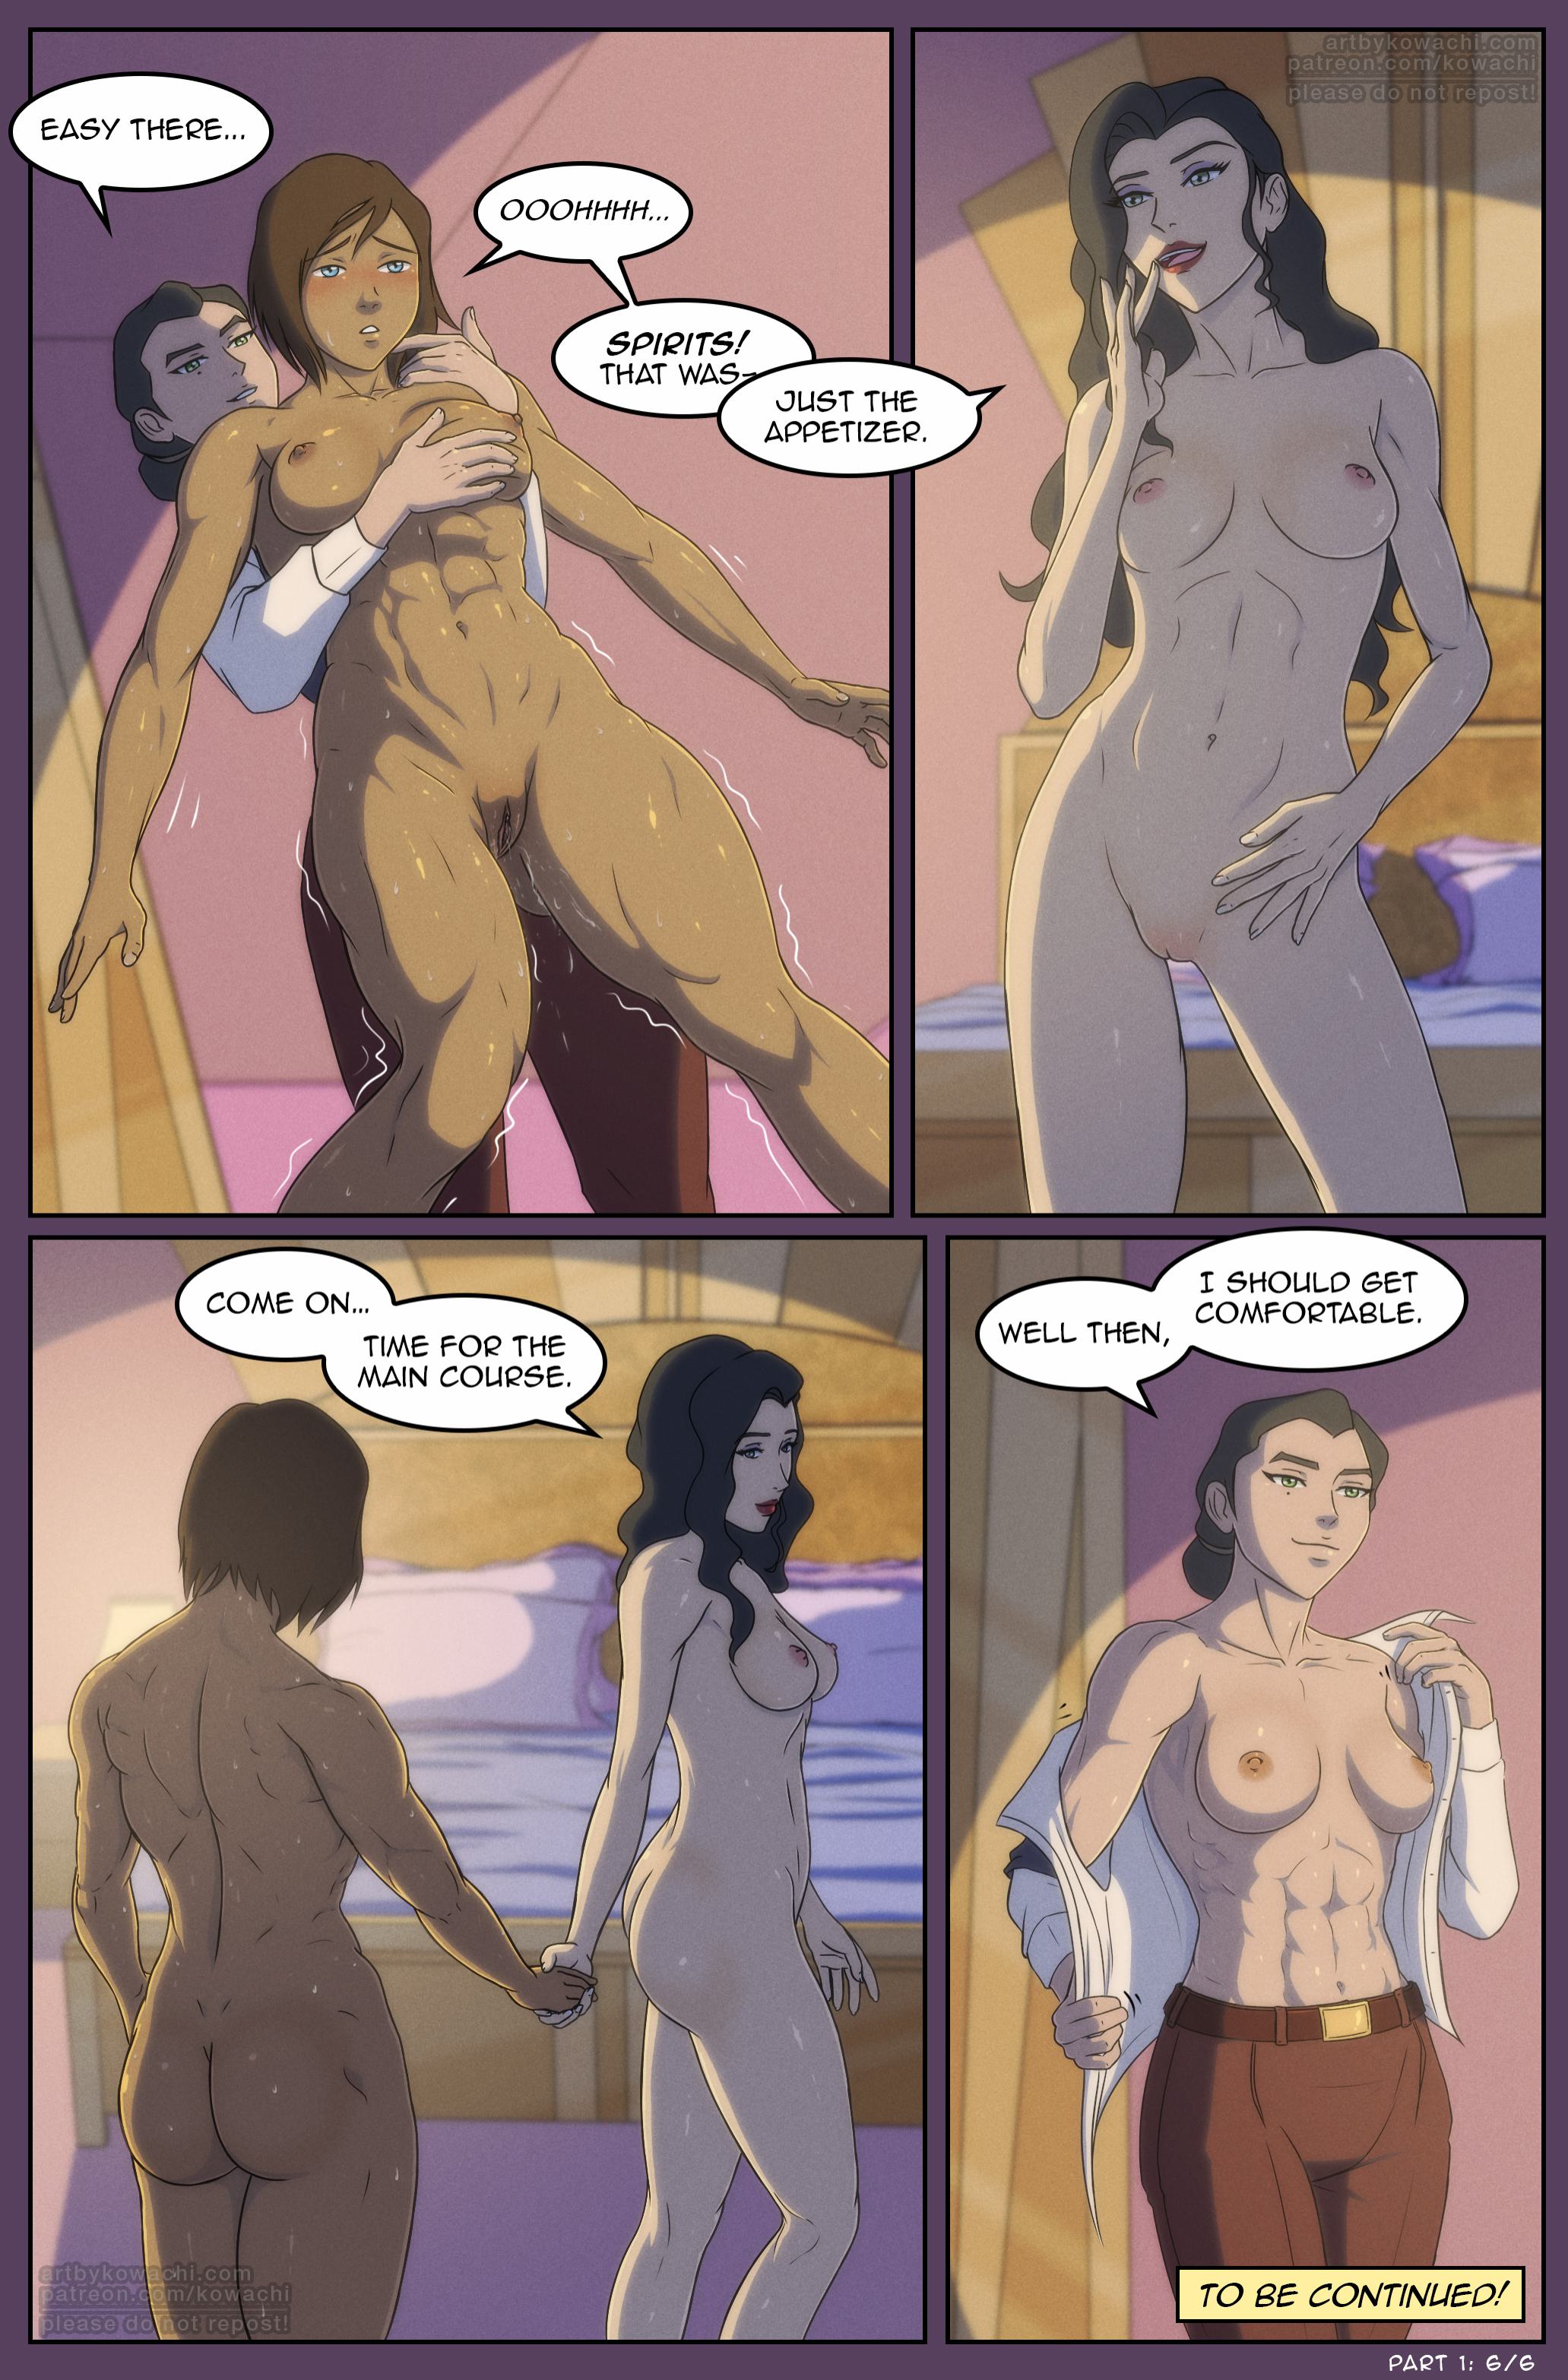 EASY THERE...
OOOHHHH...
SPIRITS!
THAT WAS-
JUST THE
APPETIZER.
artbykowachi.com
patreon.com/kowachi
please do not repost!
COME ON...
TIME FOR THE
MAIN COURSE.
WELL THEN,
I SHOULD GET
COMFORTABLE.
artbykowachi.com
patreon.com/kowachi
please do not repost!
TO BE CONTINUED!
PART 1: 6/6